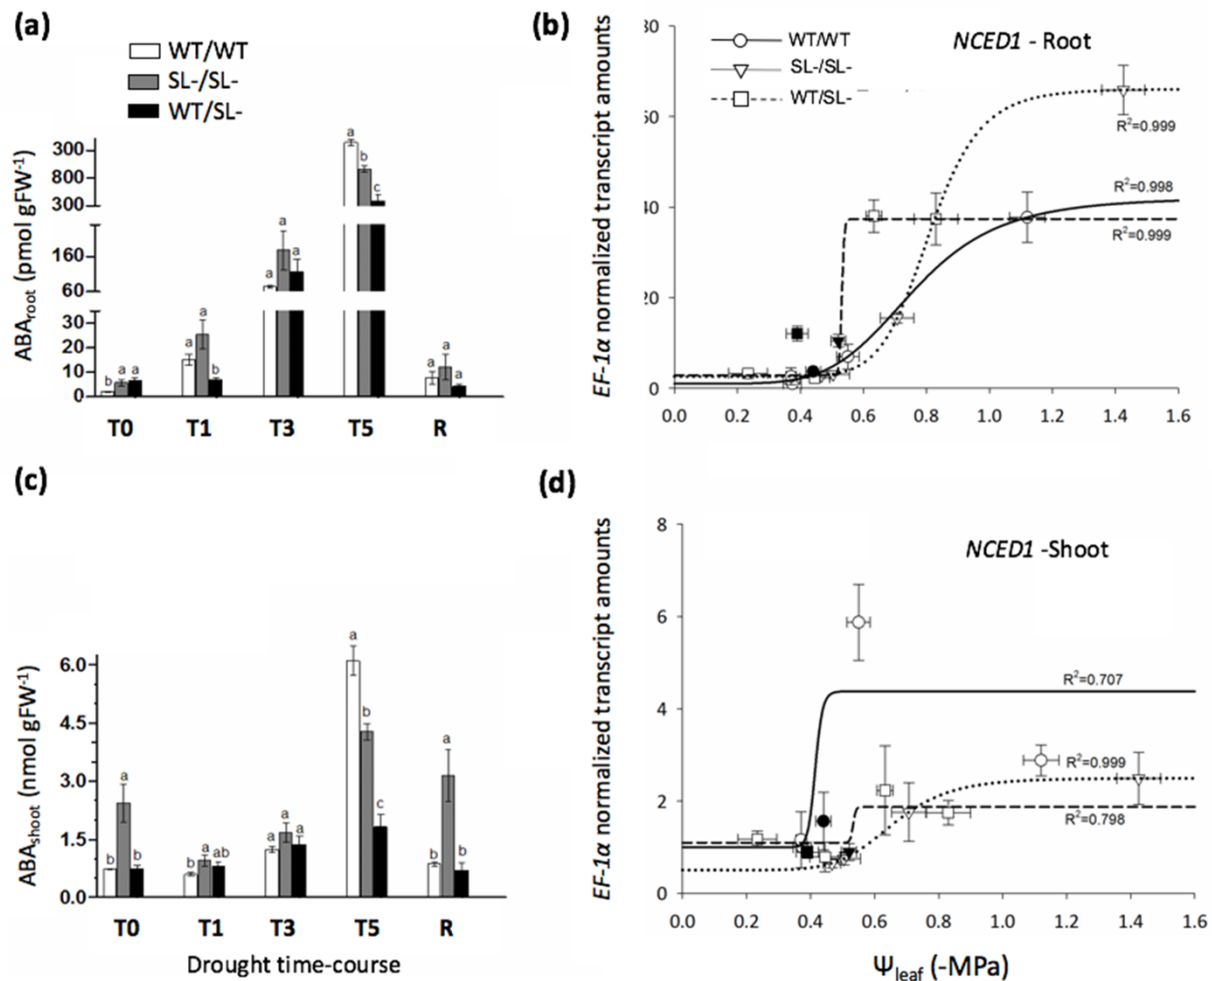 (a)
WT/WT
SL-/SL-
WT/SL-
ABAroot (pmol gFW-1)
300
800
300
160
60
30
20
10
0
b a a
a a b
a a a
a b c
a a a
T0 T1 T3 T5 R
(b)
WT/WT
SL-/SL-
WT/SL-
NCED1 - Root
EF-1α normalized transcript amounts
80
60
40
20
0
R2=0.999
R2=0.998
R2=0.999
0.0 0.2 0.4 0.6 0.8 1.0 1.2 1.4 1.6
(c)
ABAshoot (nmol gFW-1)
6.0
4.5
3.0
1.5
0.0
b a b
b a ab
a a a
a b c
b a b
T0 T1 T3 T5 R
Drought time-course
(d)
NCED1 -Shoot
EF-1α normalized transcript amounts
8
6
4
2
0
R2=0.707
R2=0.999
R2=0.798
0.0 0.2 0.4 0.6 0.8 1.0 1.2 1.4 1.6
Ψleaf (-MPa)